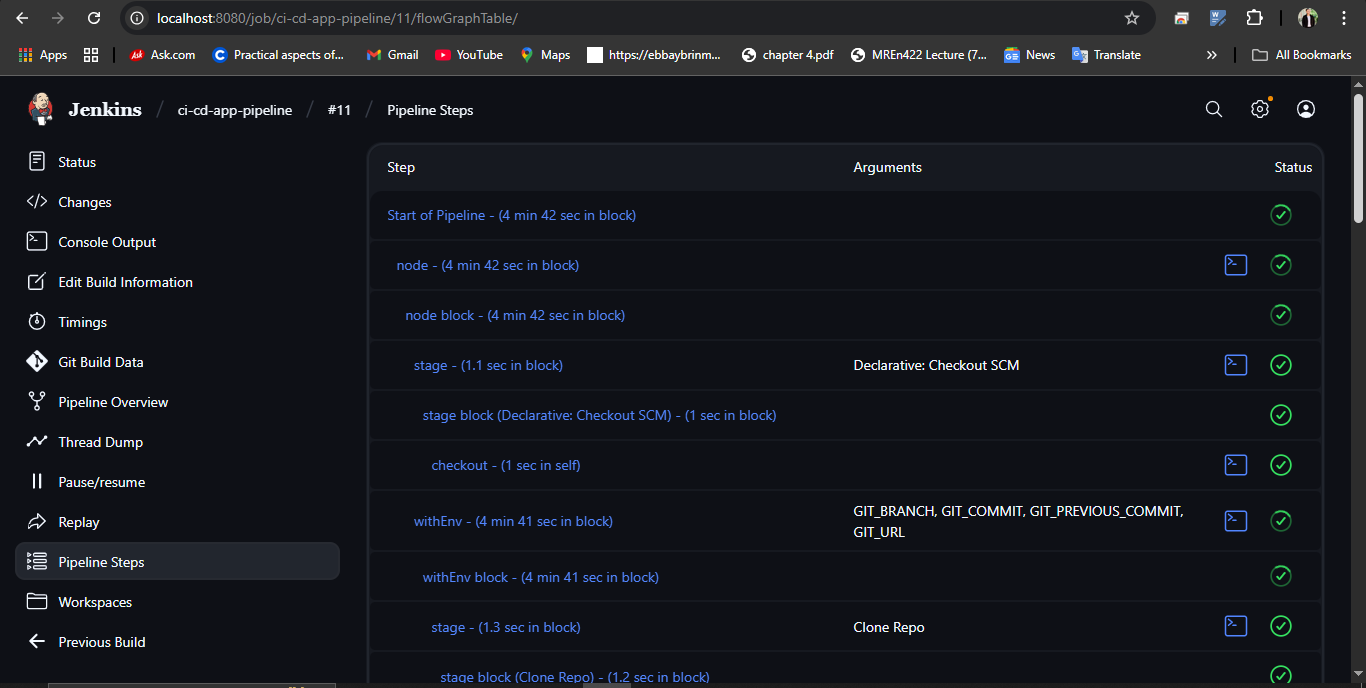 localhost:8080/job/ci-cd-app-pipeline/11/flowGraphTable/
Apps
Ask
Ask.com
Practical aspects of...
Gmail
YouTube
Maps
https://ebbaybrinm...
chapter 4.pdf
MREn422 Lecture (7...
News
Translate
»
All Bookmarks
Jenkins / ci-cd-app-pipeline / #11 / Pipeline Steps
Status
Changes
Console Output
Edit Build Information
Timings
Git Build Data
Pipeline Overview
Thread Dump
Pause/resume
Replay
Pipeline Steps
Workspaces
Previous Build
Step Arguments Status
Start of Pipeline - (4 min 42 sec in block)
node - (4 min 42 sec in block)
node block - (4 min 42 sec in block)
stage - (1.1 sec in block) Declarative: Checkout SCM
stage block (Declarative: Checkout SCM) - (1 sec in block)
checkout - (1 sec in self)
withEnv - (4 min 41 sec in block) GIT_BRANCH, GIT_COMMIT, GIT_PREVIOUS_COMMIT,
GIT_URL
withEnv block - (4 min 41 sec in block)
stage - (1.3 sec in block) Clone Repo
stage block (Clone Repo) - (1.2 sec in block)